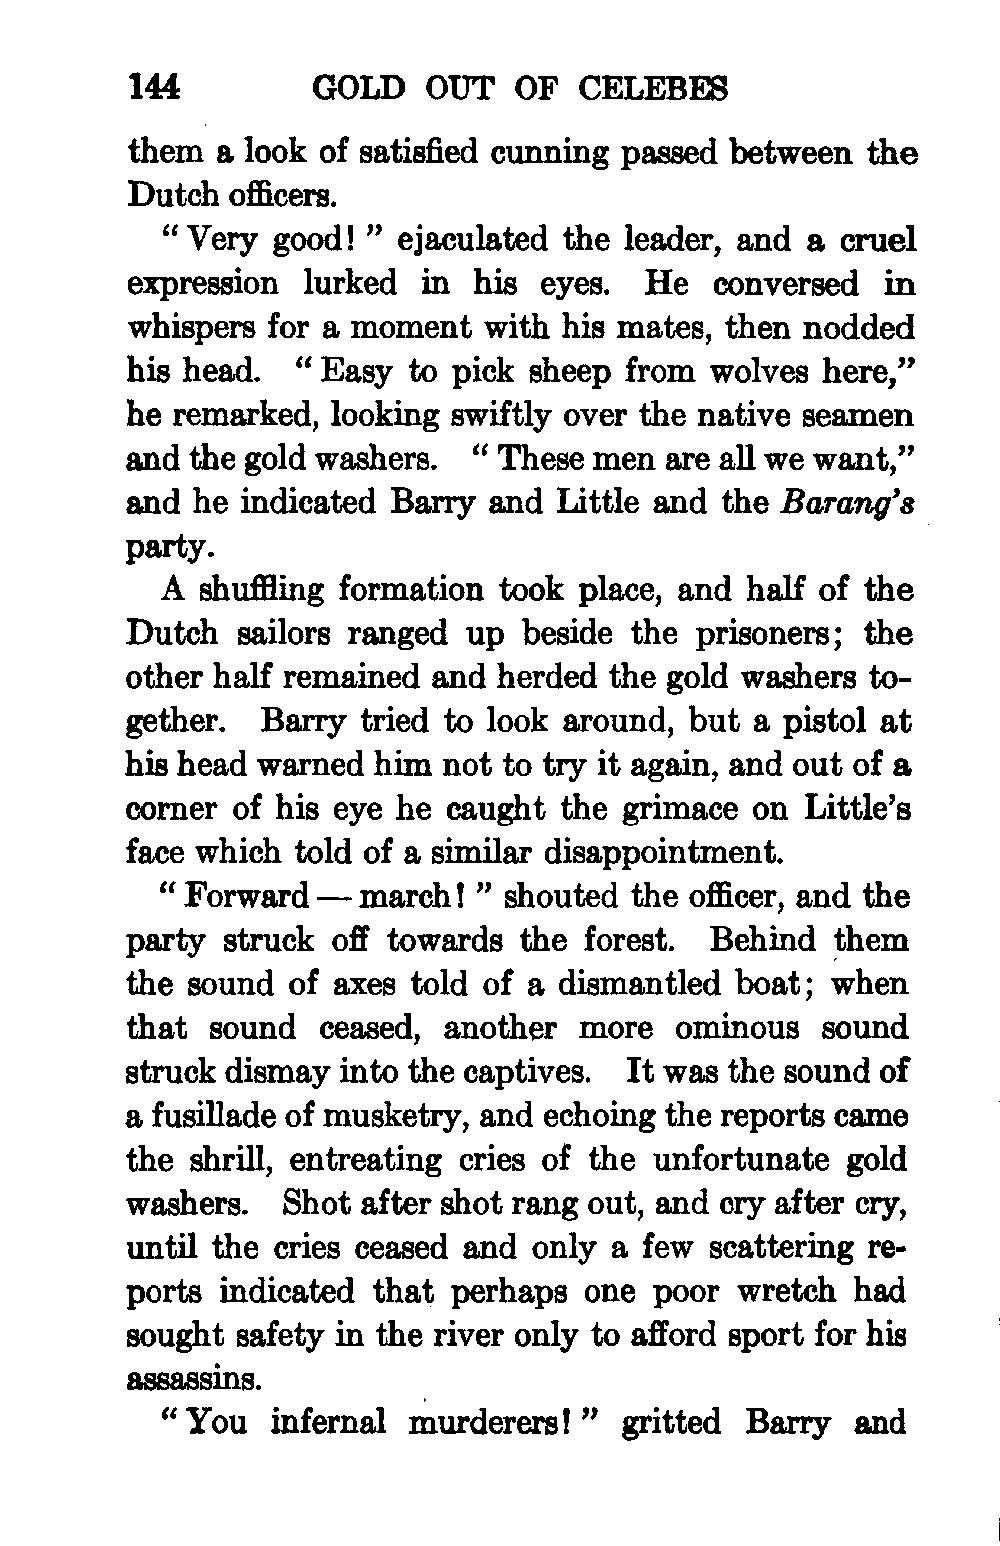 144 GOLD OUT OF CELEBES
them a look of satisfied cunning passed between the
Dutch officers.
“ Very good! ” ejaculated the leader, and a cruel
expression lurked in his eyes. He conversed in
whispers for a moment with his mates, then nodded
his head. “ Easy to pick sheep from wolves here,”
he remarked, looking swiftly over the native seamen
and the gold washers. “ These men are all we want,”
and he indicated Barry and Little and the Barang’s
party.
A shuffling formation took place, and half of the
Dutch sailors ranged up beside the prisoners; the
other half remained and herded the gold washers to-
gether. Barry tried to look around, but a pistol at
his head warned him not to try it again, and out of a
corner of his eye he caught the grimace on Little’s
face which told of a similar disappointment.
“ Forward — march! ” shouted the officer, and the
party struck off towards the forest. Behind them
the sound of axes told of a dismantled boat; when
that sound ceased, another more ominous sound
struck dismay into the captives. It was the sound of
a fusillade of musketry, and echoing the reports came
the shrill, entreating cries of the unfortunate gold
washers. Shot after shot rang out, and cry after cry,
until the cries ceased and only a few scattering re-
ports indicated that perhaps one poor wretch had
sought safety in the river only to afford sport for his
assassins.
“ You infernal murderers! ” gritted Barry and